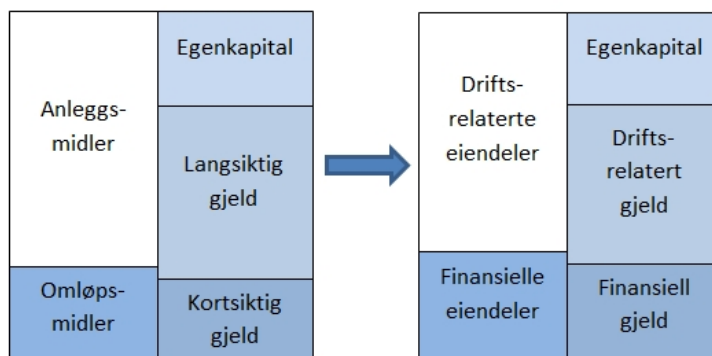 Anleggs-
midler
Omløps-
midler
Egenkapital
Langsiktig
gjeld
Kortsiktig
gjeld
Drifts-
relaterte
eiendeler
Finansielle
eiendeler
Egenkapital
Drifts-
relatert
gjeld
Finansiell
gjeld